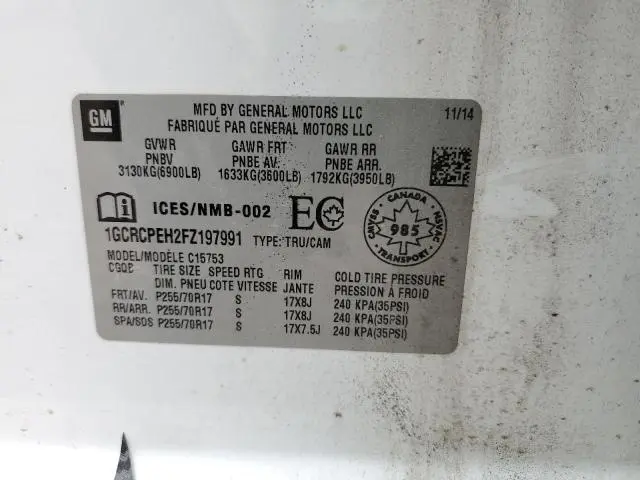 GM
MFD BY GENERAL MOTORS LLC 11/14
FABRIQUÉ PAR GENERAL MOTORS LLC
GVWR GAWR FRT GAWR RR
PNBV PNBE AV. PNBE ARR.
3130KG(6900LB) 1633KG(3600LB) 1792KG(3950LB)
ICES/NMB-002 EC
CANADA
CMVSS NSVAC
985
TRANSPORT
1GCRCPEH2FZ197991 TYPE: TRU/CAM
MODEL/MODÈLE C15753
TIRE SIZE SPEED RTG RIM COLD TIRE PRESSURE
DIM. PNEU COTE VITESSE JANTE PRESSION À FROID
FRT/AV. P255/70R17 S 17X8J 240 KPA(35PSI)
RR/ARR. P255/70R17 S 17X8J 240 KPA(35PSI)
SPA/SDS P255/70R17 S 17X7.5J 240 KPA(35PSI)